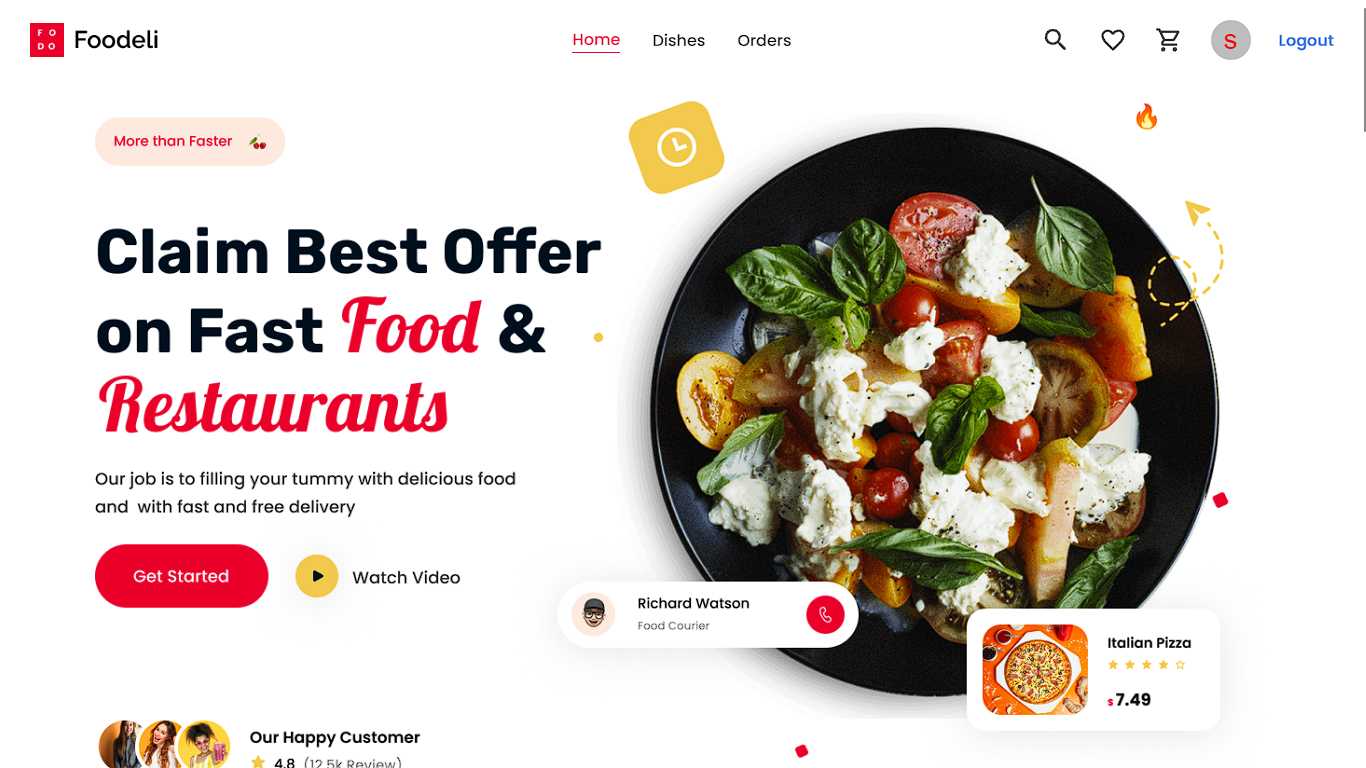 FO
DO
Foodeli
Home
Dishes
Orders
S
Logout
More than Faster
Claim Best Offer
on Fast Food &
Restaurants
Our job is to filling your tummy with delicious food
and with fast and free delivery
Get Started
Watch Video
Richard Watson
Food Courier
Italian Pizza
$7.49
Our Happy Customer
4.8 (12.5k Review)